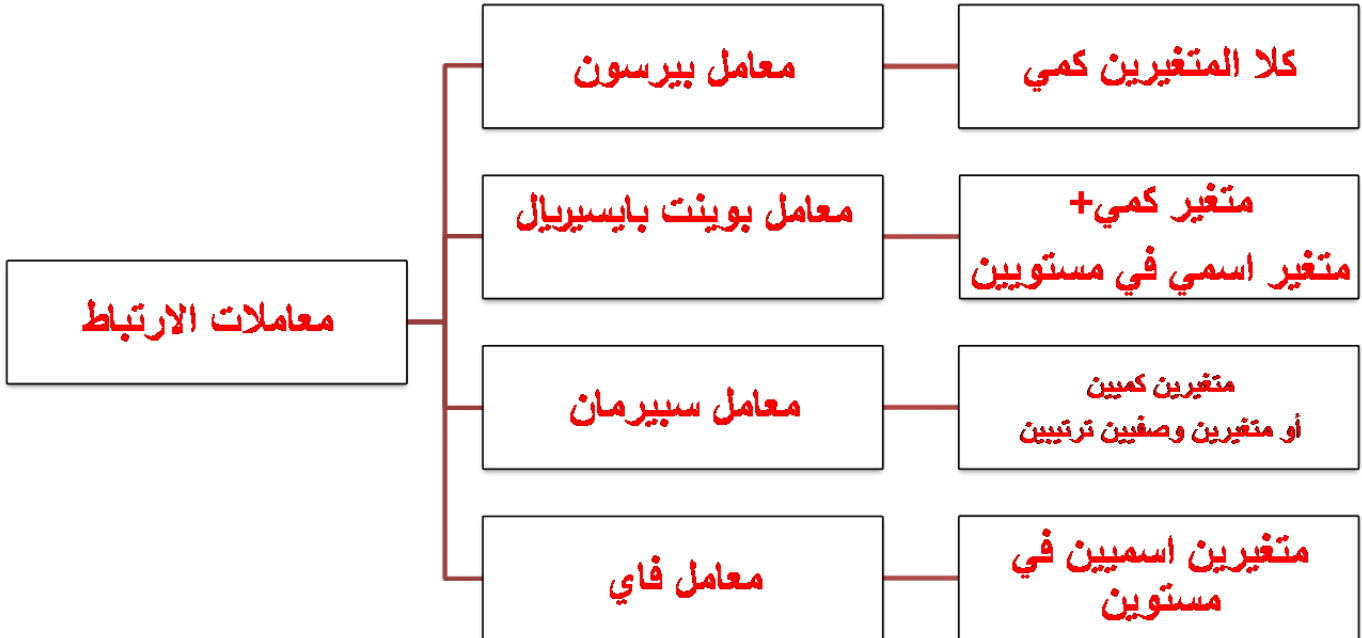 معاملات الارتباط
معامل بيرسون
كلا المتغيرين كمي
معامل بوينت بايسيريال
متغير كمي+
متغير اسمي في مستويين
معامل سبيرمان
متغيرين كميين
أو متغيرين وصفيين ترتيبين
معامل فاي
متغيرين اسميين في
مستوين